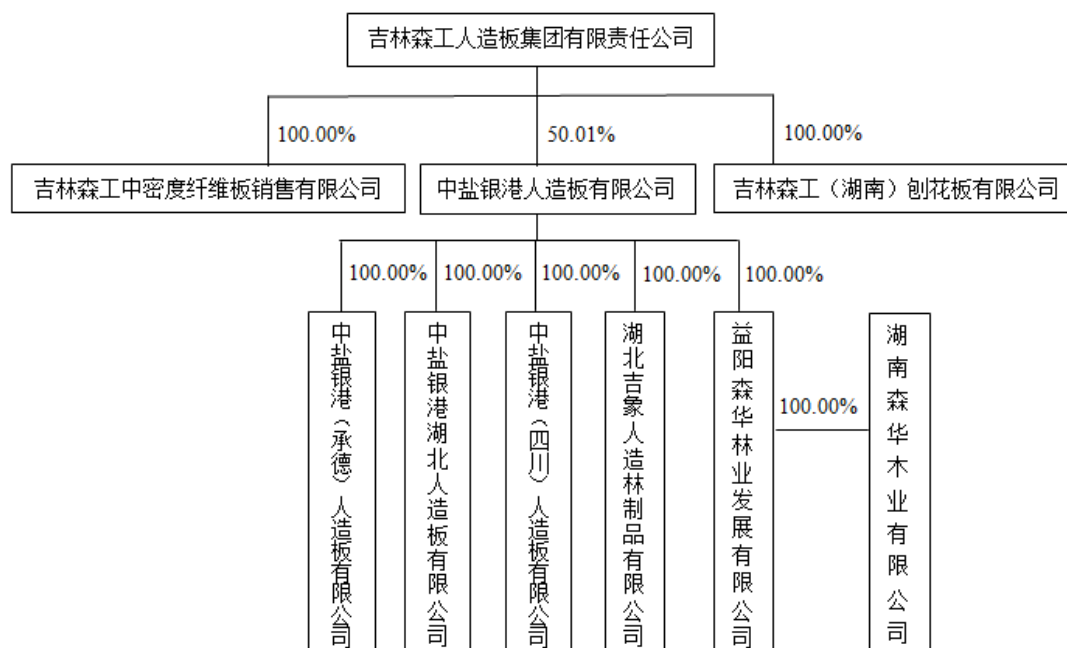 吉林森工人造板集团有限责任公司
100.00%
50.01%
100.00%
吉林森工中密度纤维板销售有限公司
中盐银港人造板有限公司
吉林森工（湖南）刨花板有限公司
100.00%
100.00%
100.00%
100.00%
100.00%
中盐银港（承德）人造板有限公司
中盐银港湖北人造板有限公司
中盐银港（四川）人造板有限公司
湖北吉象人造林制品有限公司
益阳森华林业发展有限公司
100.00%
湖南森华木业有限公司